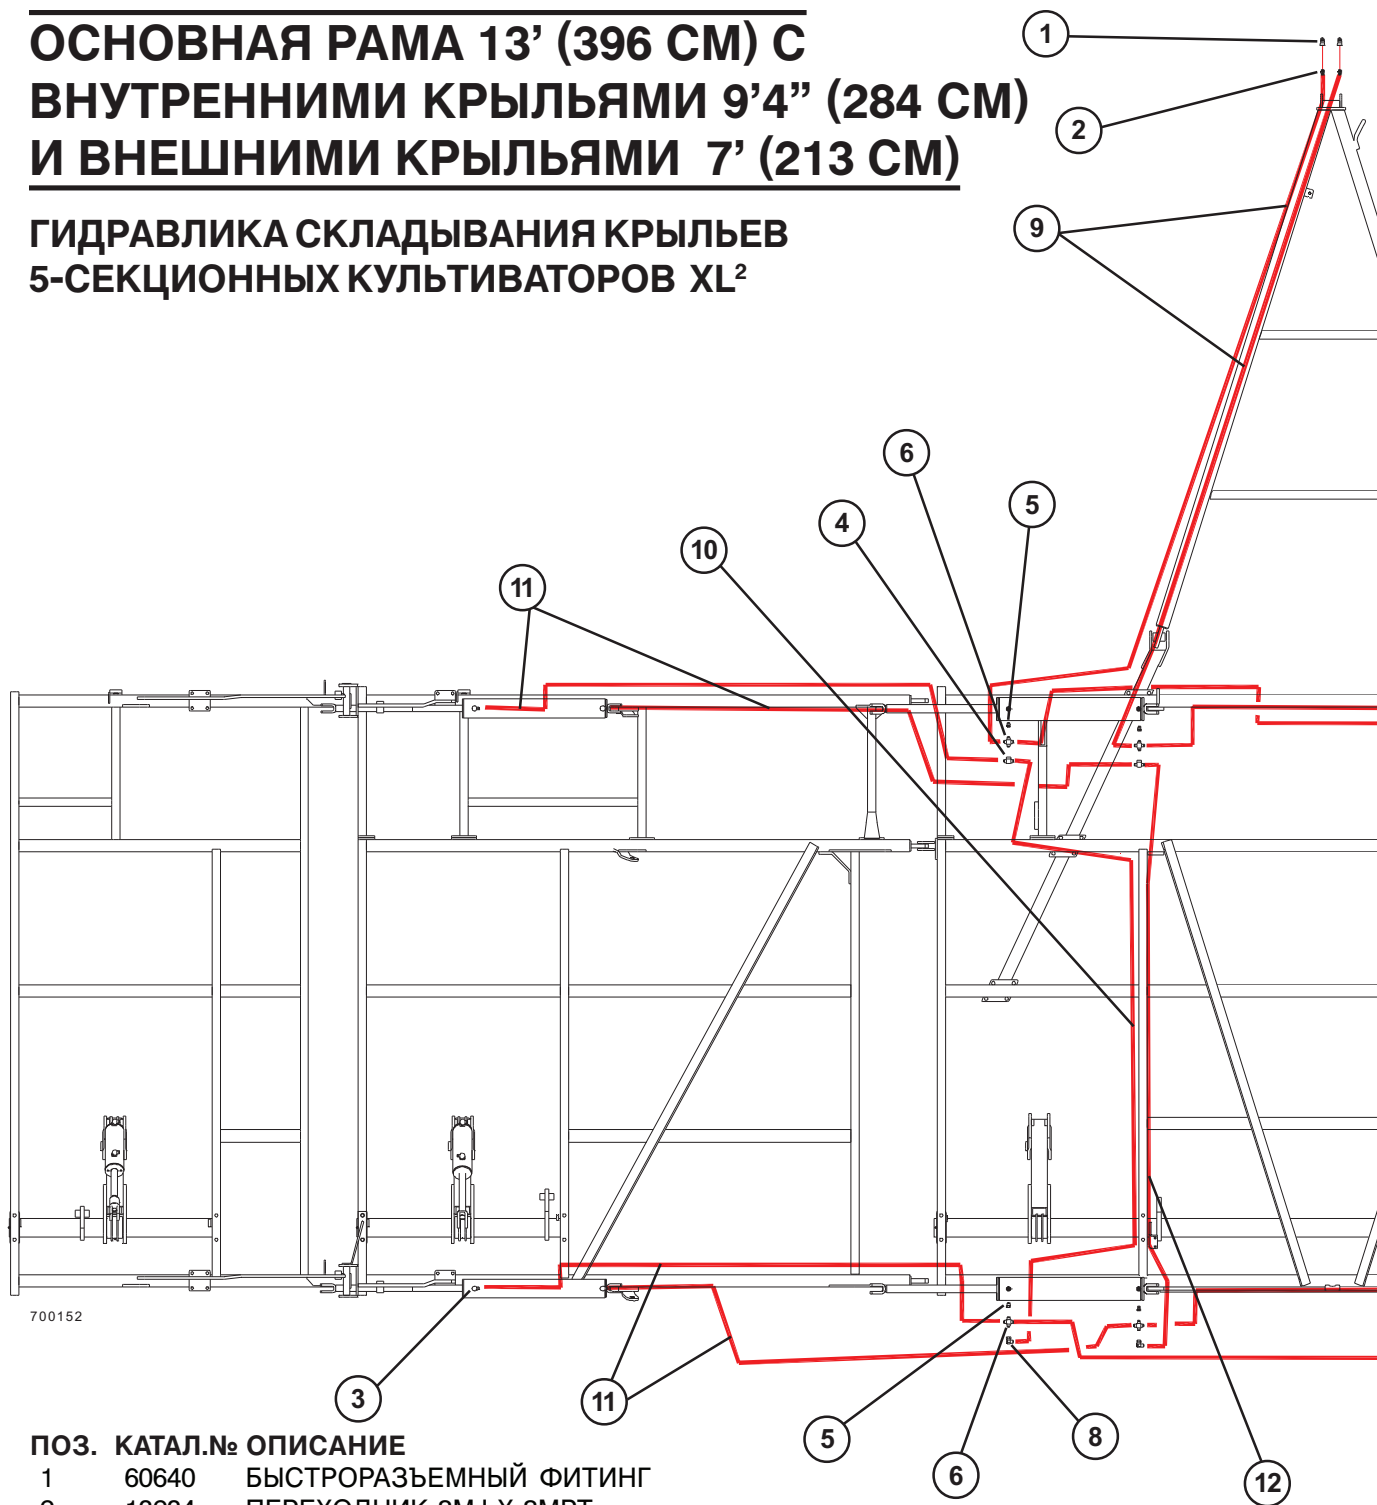 ОСНОВНАЯ РАМА 13’ (396 СМ) С
ВНУТРЕННИМИ КРЫЛЬЯМИ 9’4” (284 СМ)
И ВНЕШНИМИ КРЫЛЬЯМИ 7’ (213 СМ)
ГИДРАВЛИКА СКЛАДЫВАНИЯ КРЫЛЬЕВ
5-СЕКЦИОННЫХ КУЛЬТИВАТОРОВ XL²
1
2
9
6
5
4
10
11
700152
3
11
5
8
6
12
ПОЗ. КАТАЛ.№ ОПИСАНИЕ
1 60640 БЫСТРОРАЗЪЕМНЫЙ ФИТИНГ